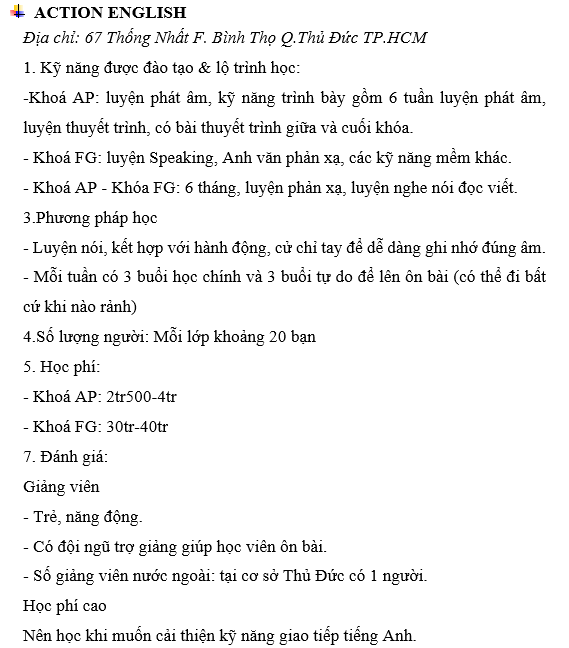 ACTION ENGLISH
Địa chỉ: 67 Thống Nhất F. Bình Thọ Q.Thủ Đức TP.HCM
1. Kỹ năng được đào tạo & lộ trình học:
-Khoá AP: luyện phát âm, kỹ năng trình bày gồm 6 tuần luyện phát âm,
luyện thuyết trình, có bài thuyết trình giữa và cuối khóa.
- Khoá FG: luyện Speaking, Anh văn phản xạ, các kỹ năng mềm khác.
- Khoá AP - Khóa FG: 6 tháng, luyện phản xạ, luyện nghe nói đọc viết.
3.Phương pháp học
- Luyện nói, kết hợp với hành động, cử chỉ tay để dễ dàng ghi nhớ đúng âm.
- Mỗi tuần có 3 buổi học chính và 3 buổi tự do để lên ôn bài (có thể đi bất
cứ khi nào rảnh)
4.Số lượng người: Mỗi lớp khoảng 20 bạn
5. Học phí:
- Khoá AP: 2tr500-4tr
- Khoá FG: 30tr-40tr
7. Đánh giá:
Giảng viên
- Trẻ, năng động.
- Có đội ngũ trợ giảng giúp học viên ôn bài.
- Số giảng viên nước ngoài: tại cơ sở Thủ Đức có 1 người.
Học phí cao
Nên học khi muốn cải thiện kỹ năng giao tiếp tiếng Anh.